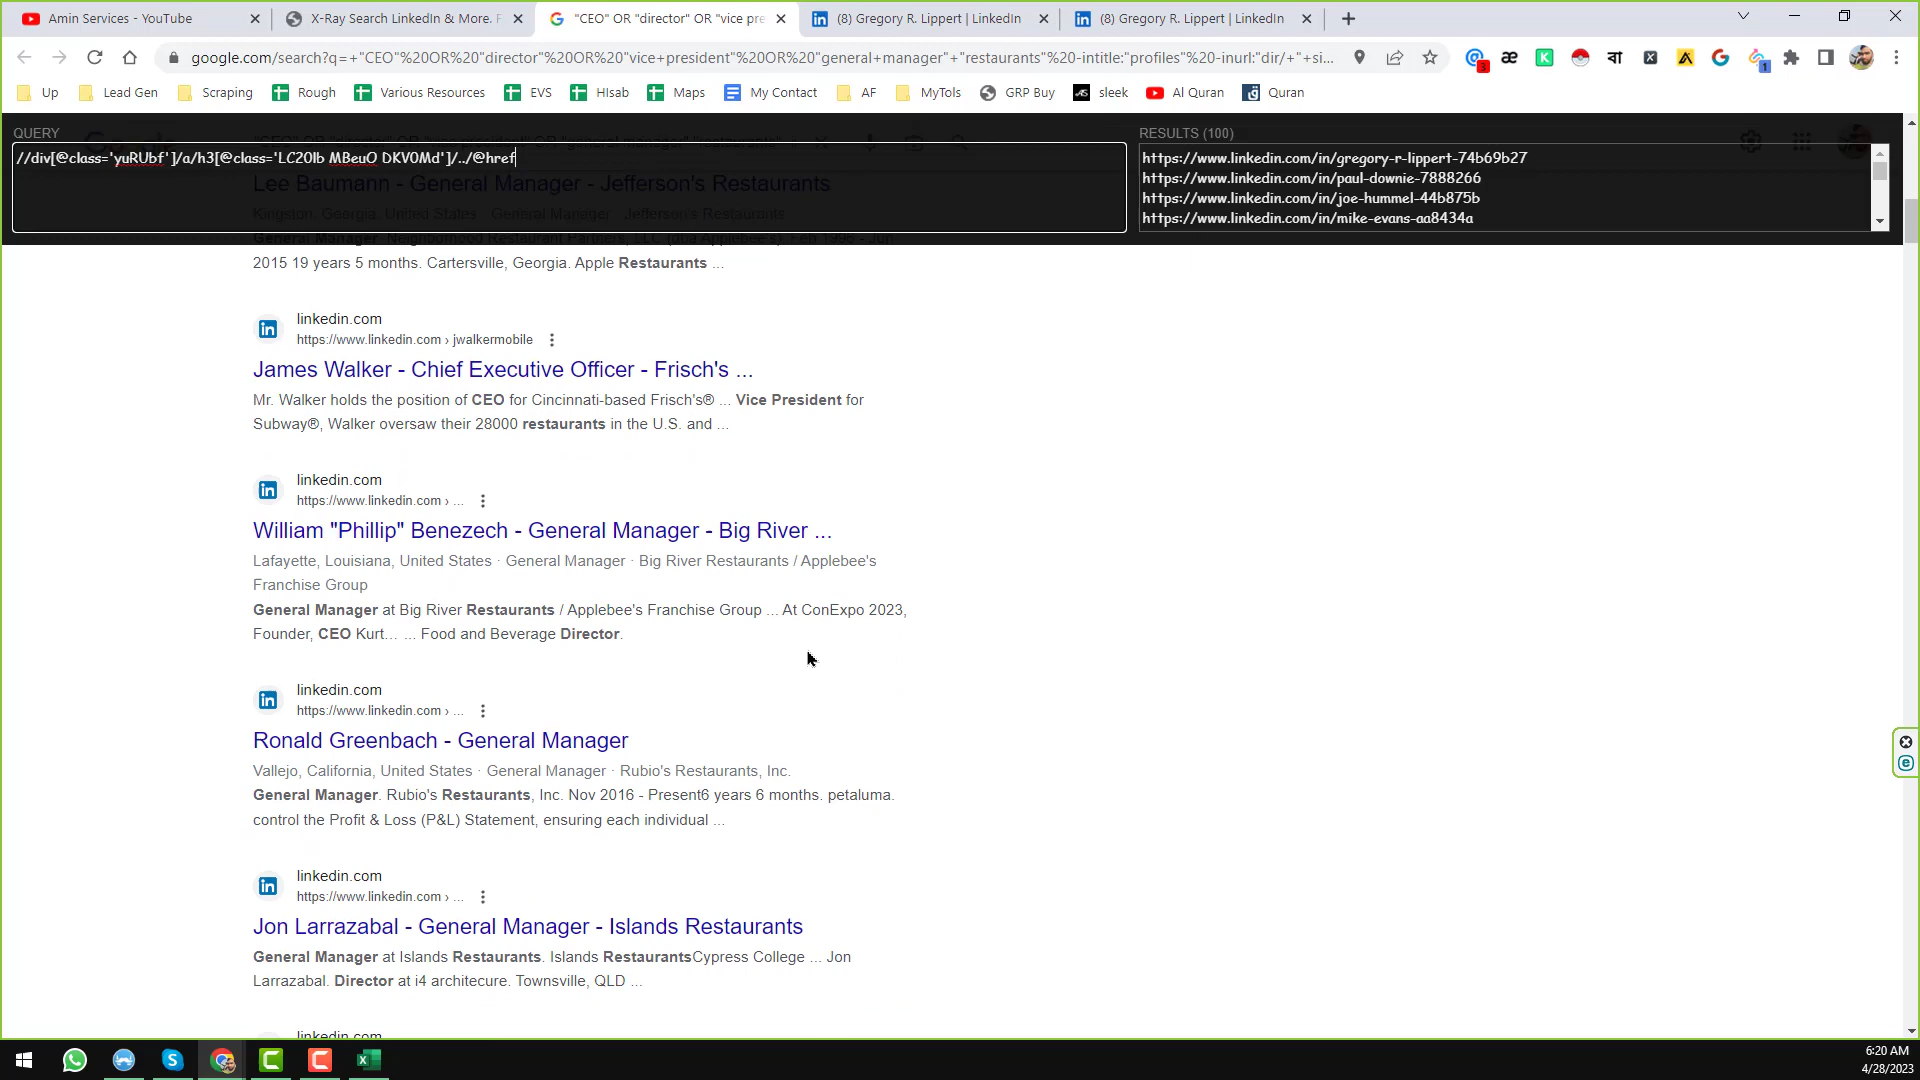 Amin Services - YouTube
X-Ray Search LinkedIn & More. F
"CEO" OR "director" OR "vice pre
(8) Gregory R. Lippert | LinkedIn
(8) Gregory R. Lippert | LinkedIn
google.com/search?q=+"CEO"%20OR%20"director"%20OR%20"vice+president"%20OR%20"general+manager"+"restaurants"%20-intitle:"profiles"%20-inurl:"dir/+"+si...
Up
Lead Gen
Scraping
Rough
Various Resources
EVS
HIsab
Maps
My Contact
AF
MyTols
GRP Buy
sleek
Al Quran
Quran
QUERY
//div[@class='yuRUbf']/a/h3[@class='LC20lb MBeuO DKV0Md']/../@href
RESULTS (100)
https://www.linkedin.com/in/gregory-r-lippert-74b69b27
https://www.linkedin.com/in/paul-downie-7888266
https://www.linkedin.com/in/joe-hummel-44b875b
https://www.linkedin.com/in/mike-evans-aa8434a
Lee Baumann - General Manager - Jefferson's Restaurants
Kingston, Georgia, United States · General Manager · Jefferson's Restaurants
2015 19 years 5 months. Cartersville, Georgia. Apple Restaurants ...
linkedin.com
https://www.linkedin.com › jwalkermobile
James Walker - Chief Executive Officer - Frisch's ...
Mr. Walker holds the position of CEO for Cincinnati-based Frisch's® ... Vice President for
Subway®, Walker oversaw their 28000 restaurants in the U.S. and ...
linkedin.com
https://www.linkedin.com › ...
William "Phillip" Benezech - General Manager - Big River ...
Lafayette, Louisiana, United States · General Manager · Big River Restaurants / Applebee's
Franchise Group
General Manager at Big River Restaurants / Applebee's Franchise Group ... At ConExpo 2023,
Founder, CEO Kurt... ... Food and Beverage Director.
linkedin.com
https://www.linkedin.com › ...
Ronald Greenbach - General Manager
Vallejo, California, United States · General Manager · Rubio's Restaurants, Inc.
General Manager. Rubio's Restaurants, Inc. Nov 2016 - Present6 years 6 months. petaluma.
control the Profit & Loss (P&L) Statement, ensuring each individual ...
linkedin.com
https://www.linkedin.com › ...
Jon Larrazabal - General Manager - Islands Restaurants
General Manager at Islands Restaurants. Islands RestaurantsCypress College ... Jon
Larrazabal. Director at i4 architecure. Townsville, QLD ...
linkedin.com
6:20 AM
4/28/2023